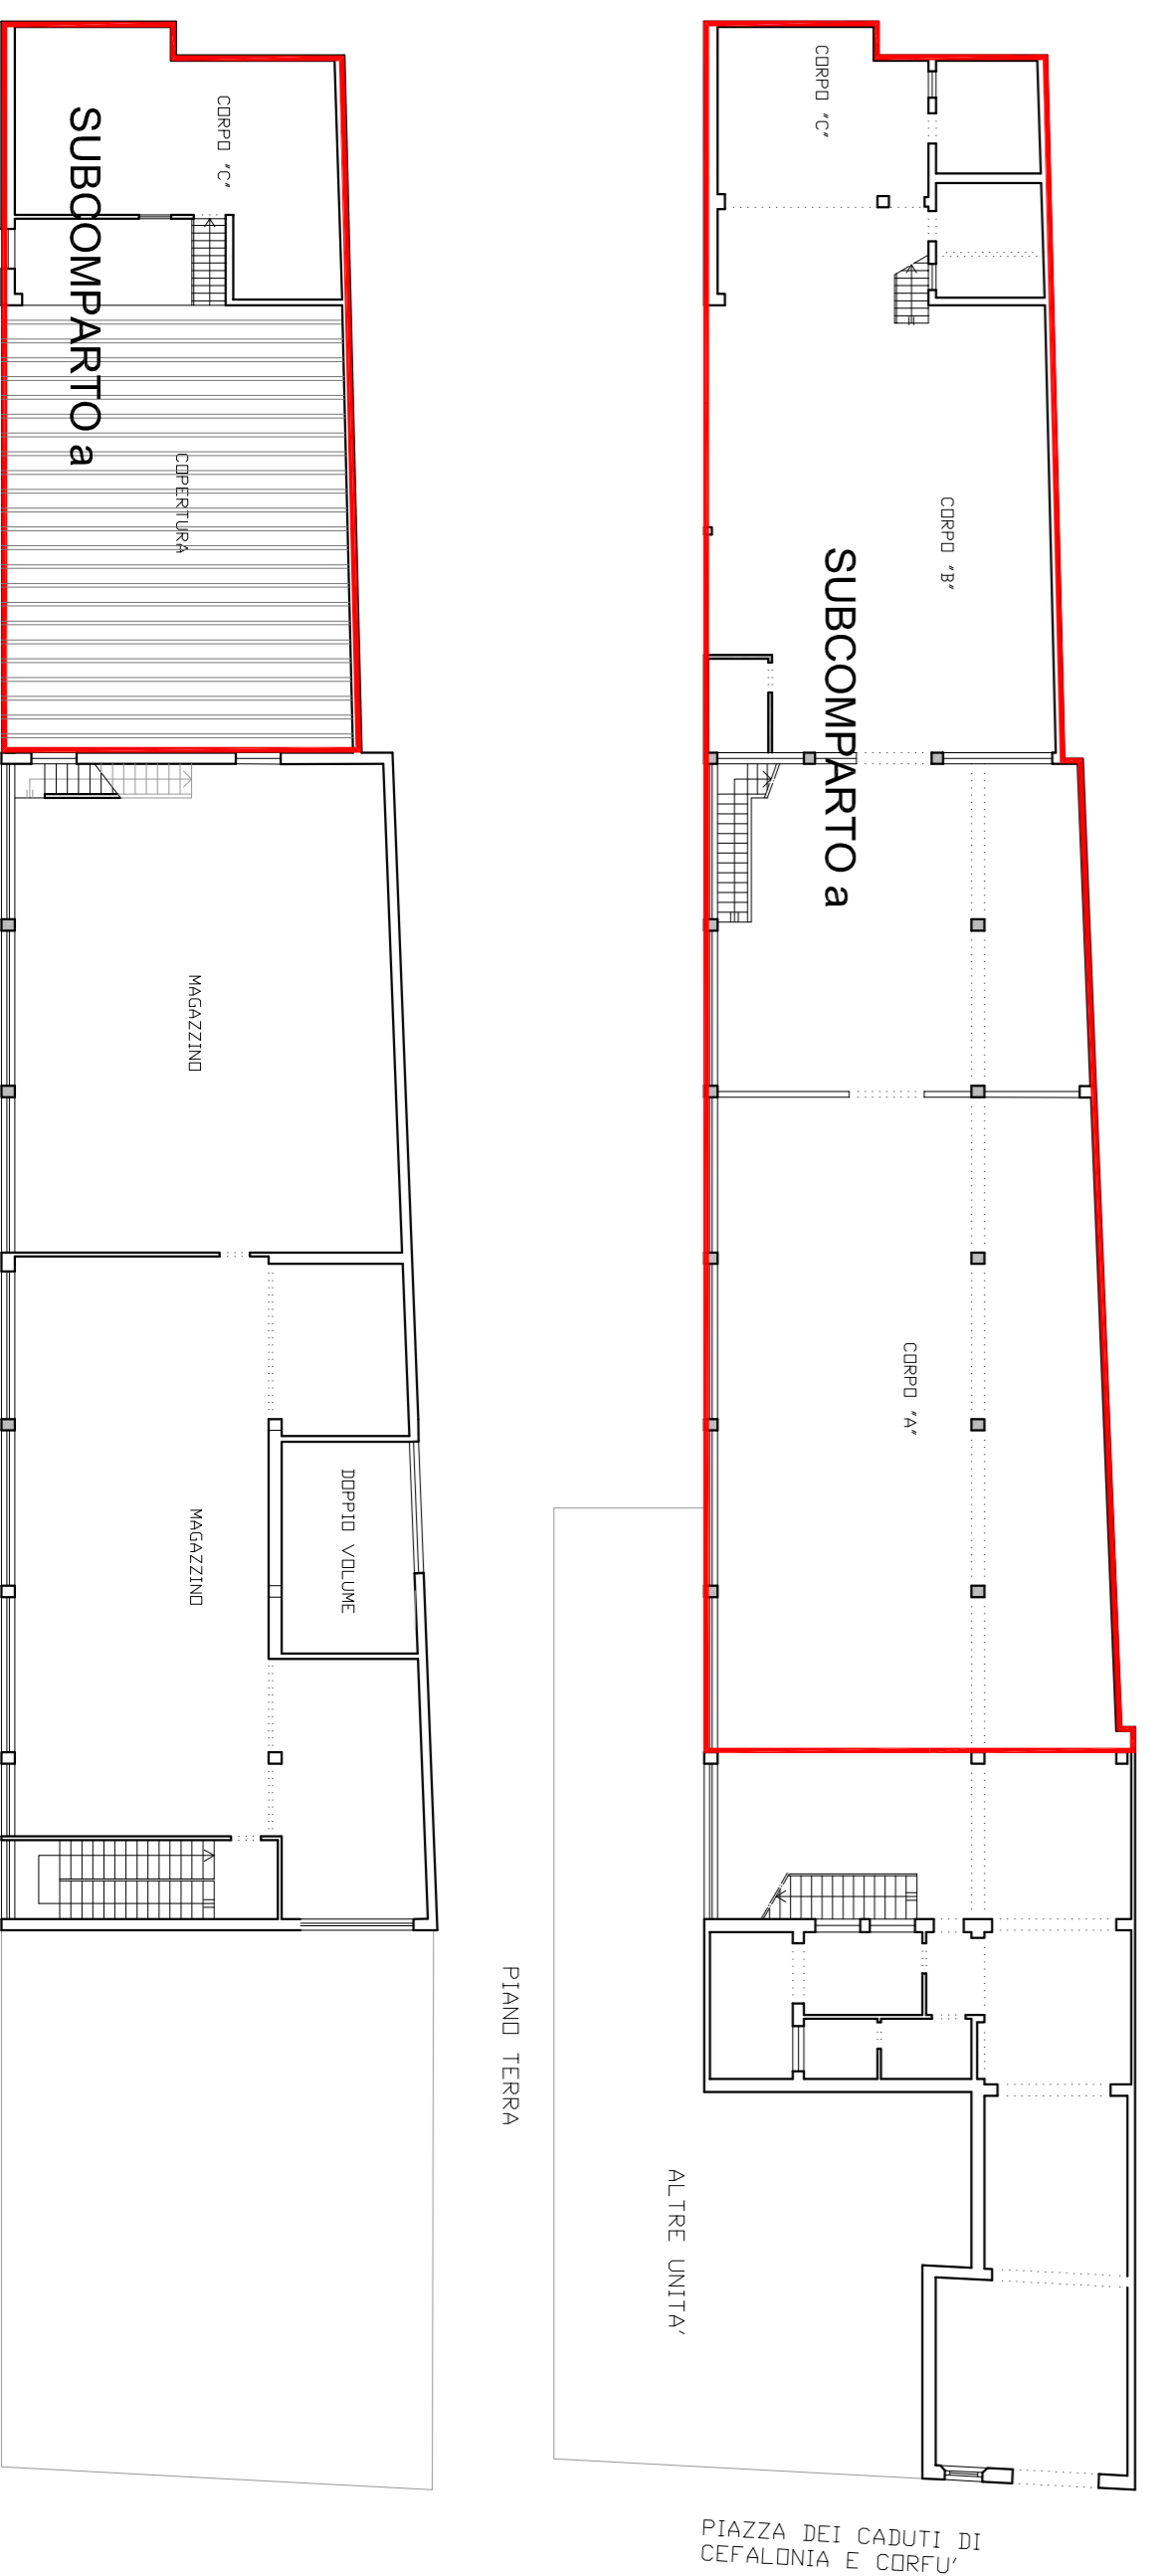 CORPO "C"
SUBCOMPARTO a
COPERTURA
MAGAZZINO
MAGAZZINO
DOPPIO VOLUME
PIANO TERRA
CORPO "C"
CORPO "B"
SUBCOMPARTO a
CORPO "A"
ALTRE UNITA'
PIAZZA DEI CADUTI DI
CEFALONIA E CORFU'